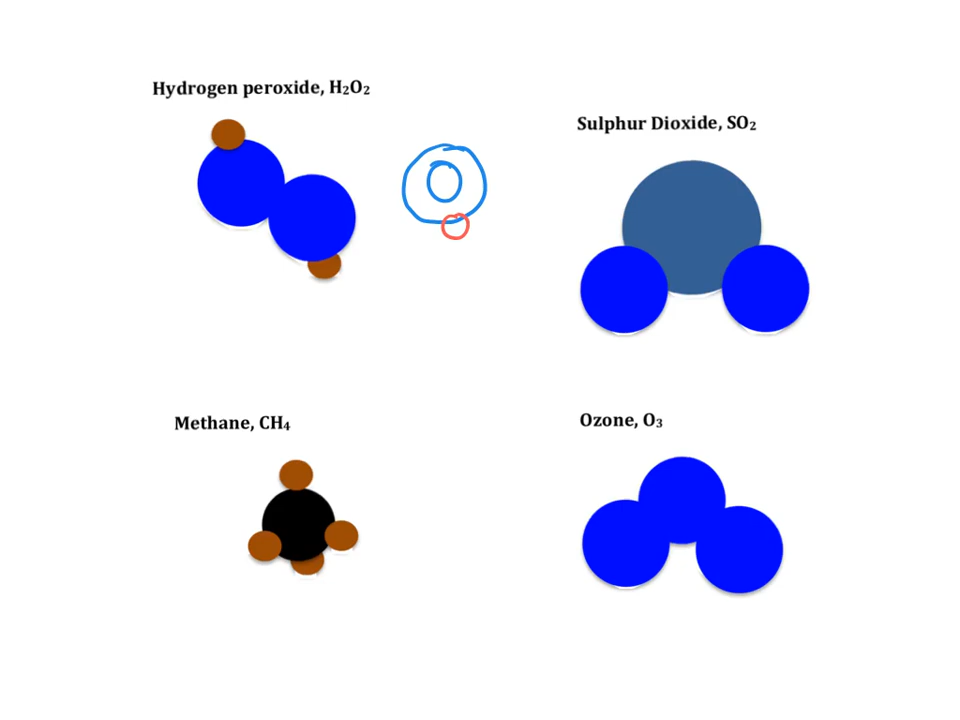 Hydrogen peroxide, H₂O₂
Sulphur Dioxide, SO₂
O
Methane, CH₄
Ozone, O₃